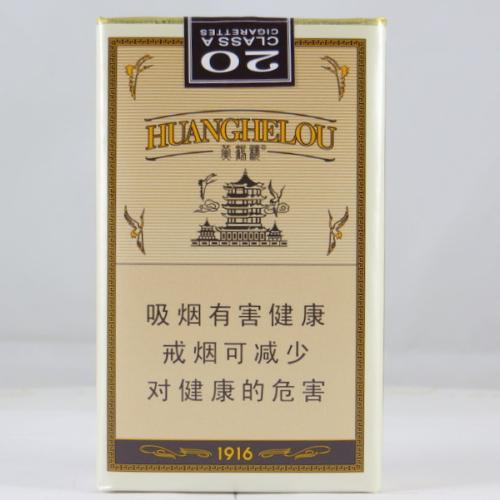 20
CLASS A
CIGARETTES
HUANGHELOU
黄鹤楼®
吸烟有害健康
戒烟可减少
对健康的危害
1916